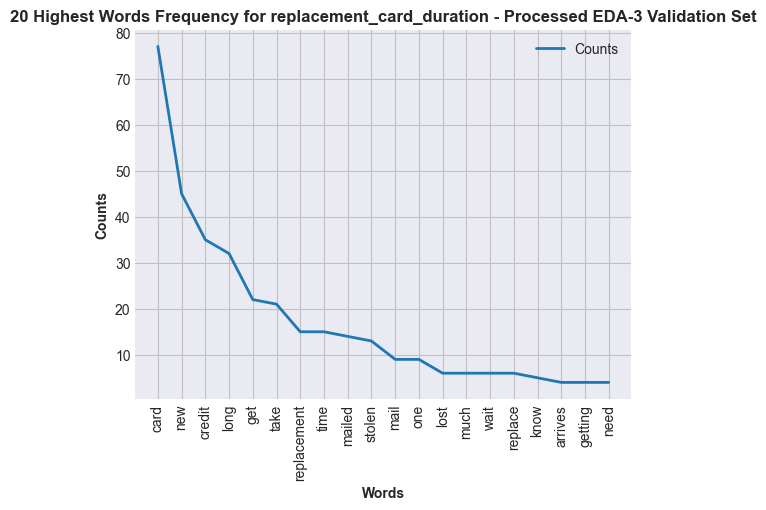 20 Highest Words Frequency for replacement_card_duration - Processed EDA-3 Validation Set
Counts
80
70
60
50
40
30
20
10
Counts
card
new
credit
long
get
take
replacement
time
mailed
stolen
mail
one
lost
much
wait
replace
know
arrives
getting
need
Words